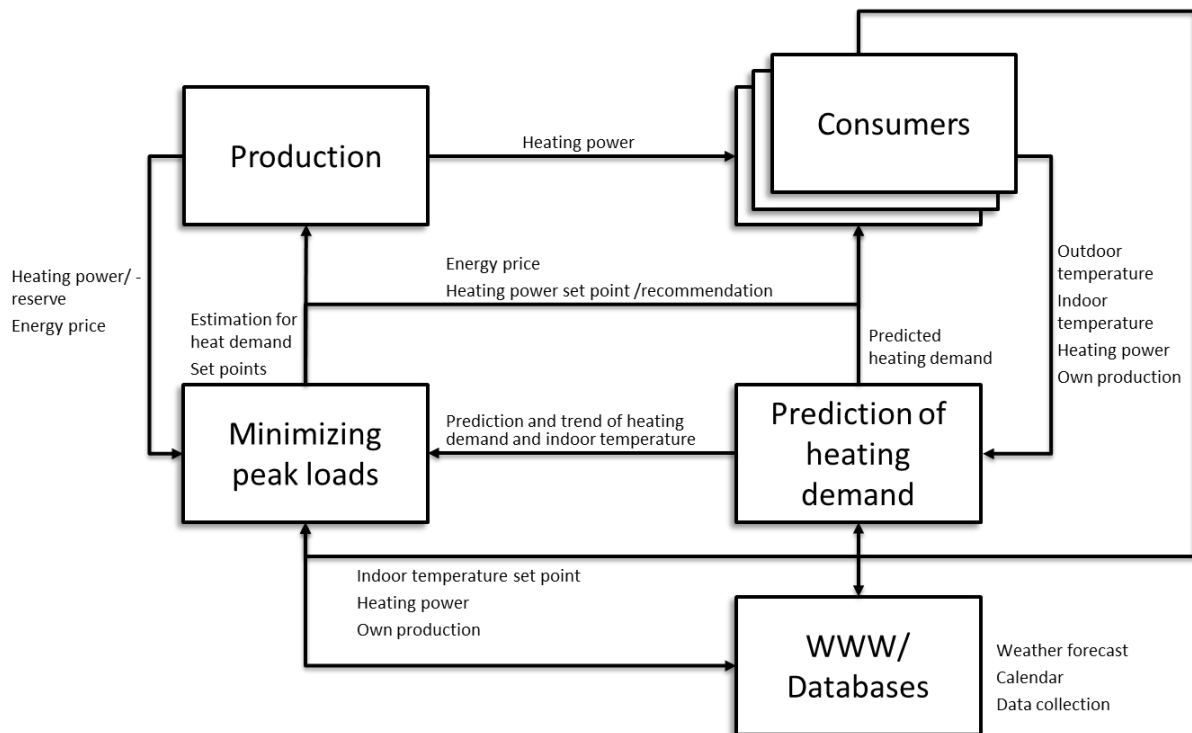 Production
Heating power
Consumers
Heating power/ -
reserve
Energy price
Energy price
Heating power set point /recommendation
Outdoor
temperature
Indoor
temperature
Heating power
Own production
Estimation for
heat demand
Set points
Predicted
heating demand
Minimizing
peak loads
Prediction and trend of heating
demand and indoor temperature
Prediction of
heating
demand
Indoor temperature set point
Heating power
Own production
WWW/
Databases
Weather forecast
Calendar
Data collection